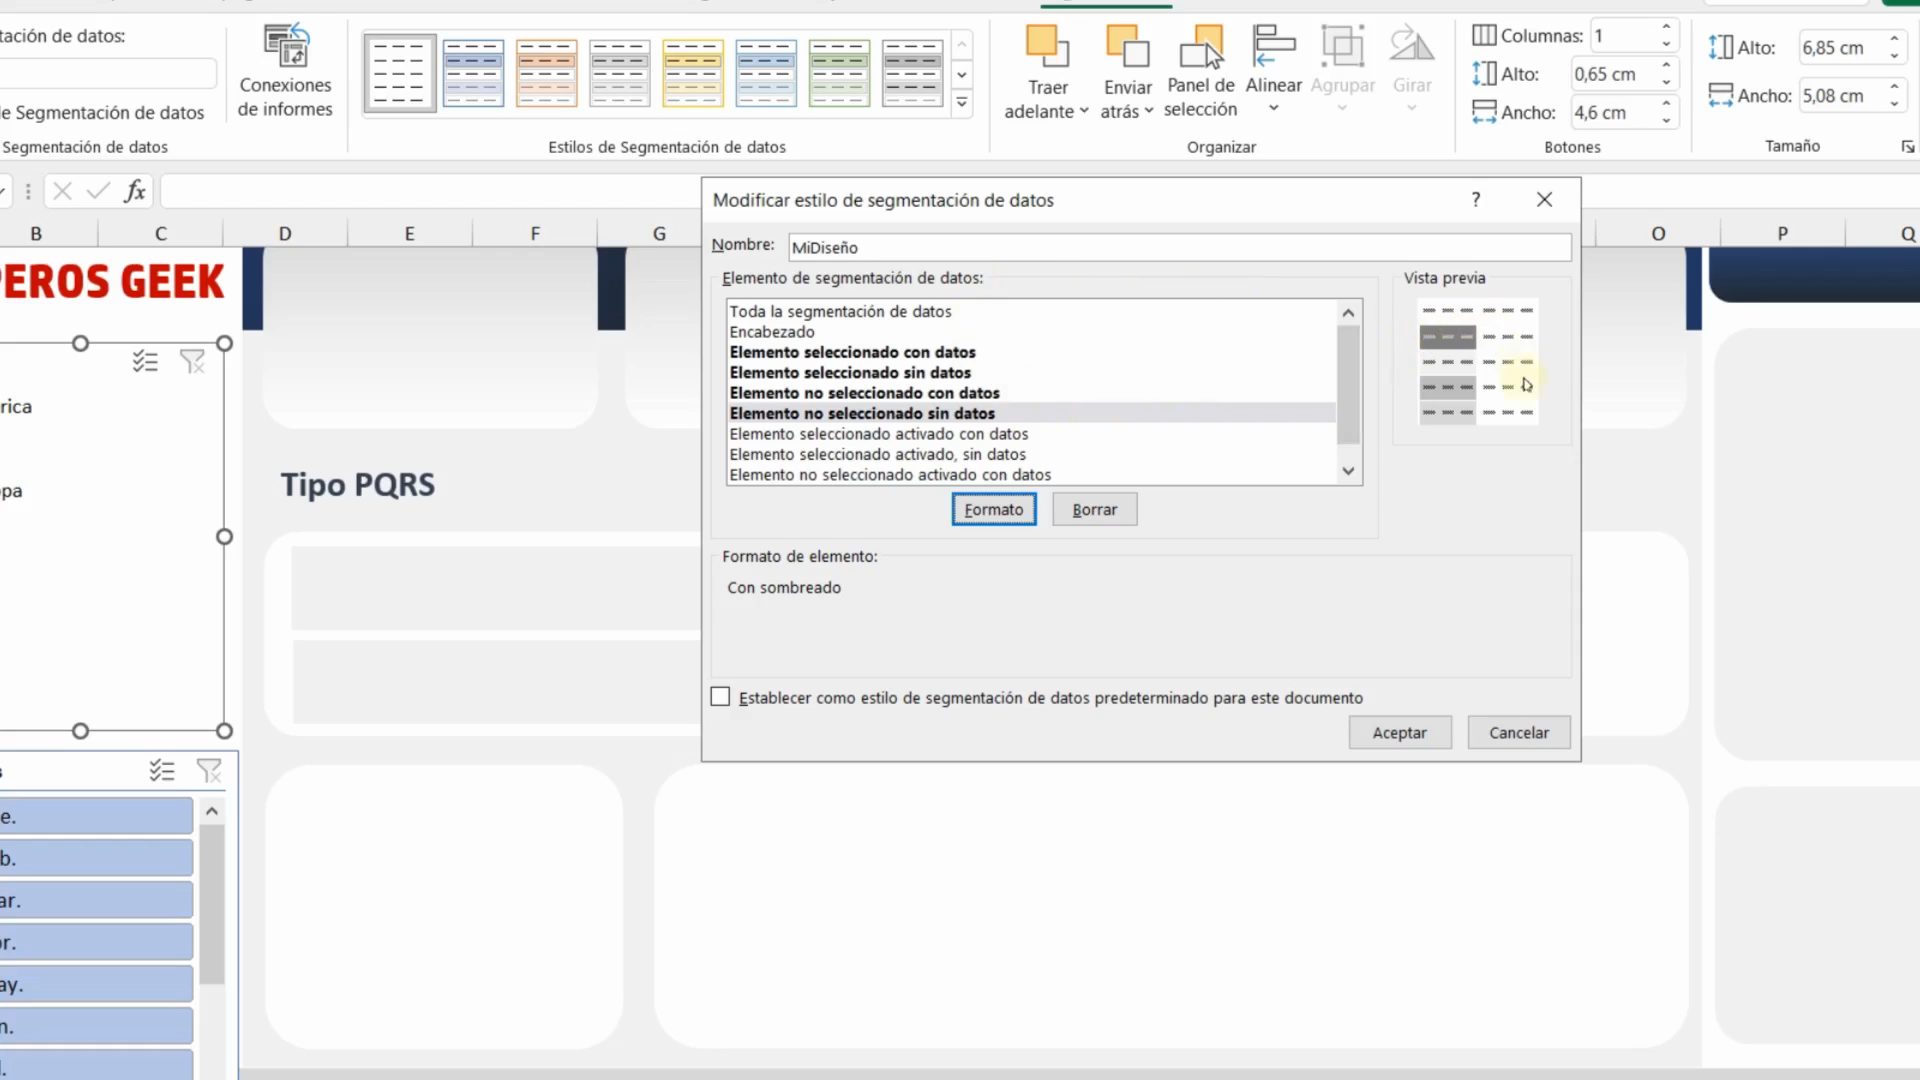 tación de datos:
e Segmentación de datos
Segmentación de datos
Conexiones
de informes
Estilos de Segmentación de datos
Traer
adelante
Enviar
atrás
Panel de
selección
Alinear
Agrupar
Girar
Organizar
Columnas: 1
Alto: 0,65 cm
Ancho: 4,6 cm
Botones
Alto: 6,85 cm
Ancho: 5,08 cm
Tamaño
fx
B C D E F G O P Q
PEROS GEEK
rica
pa
Tipo PQRS
s
e.
b.
ar.
or.
ay.
n.
l.
Modificar estilo de segmentación de datos ?
Nombre: MiDiseño
Elemento de segmentación de datos:
Toda la segmentación de datos
Encabezado
Elemento seleccionado con datos
Elemento seleccionado sin datos
Elemento no seleccionado con datos
Elemento no seleccionado sin datos
Elemento seleccionado activado con datos
Elemento seleccionado activado, sin datos
Elemento no seleccionado activado con datos
Vista previa
Formato Borrar
Formato de elemento:
Con sombreado
Establecer como estilo de segmentación de datos predeterminado para este documento
Aceptar Cancelar